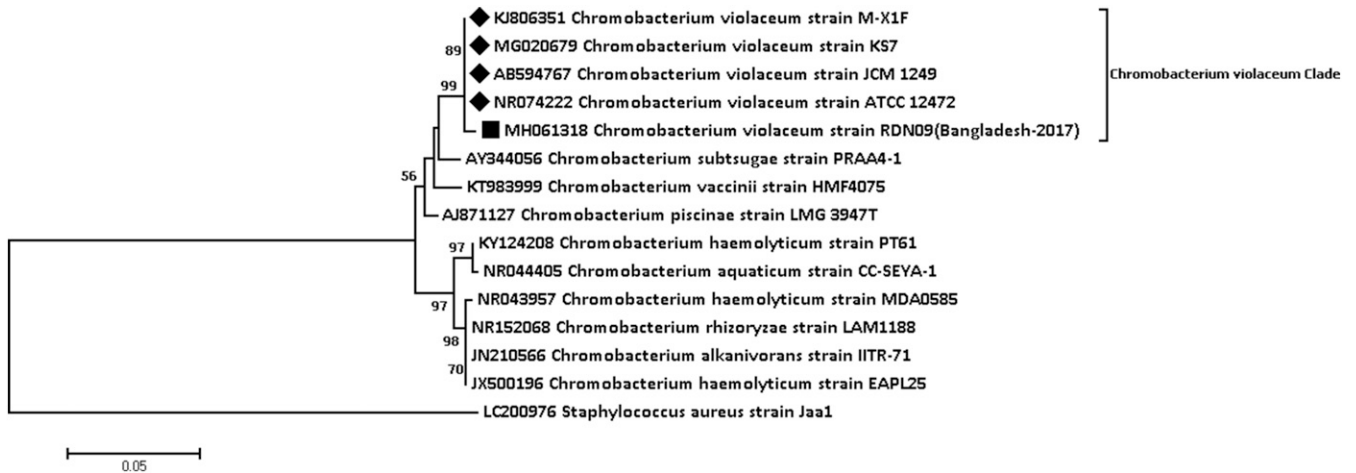 KJ806351 Chromobacterium violaceum strain M-X1F
89
MG020679 Chromobacterium violaceum strain KS7
AB594767 Chromobacterium violaceum strain JCM 1249
Chromobacterium violaceum Clade
99
NR074222 Chromobacterium violaceum strain ATCC 12472
MH061318 Chromobacterium violaceum strain RDN09(Bangladesh-2017)
AY344056 Chromobacterium subtsugae strain PRAA4-1
56
KT983999 Chromobacterium vaccinii strain HMF4075
AJ871127 Chromobacterium piscinae strain LMG 3947T
97
KY124208 Chromobacterium haemolyticum strain PT61
NR044405 Chromobacterium aquaticum strain CC-SEYA-1
97
NR043957 Chromobacterium haemolyticum strain MDA0585
NR152068 Chromobacterium rhizoryzae strain LAM1188
98
JN210566 Chromobacterium alkanivorans strain IITR-71
70
JX500196 Chromobacterium haemolyticum strain EAPL25
LC200976 Staphylococcus aureus strain Jaa1
0.05